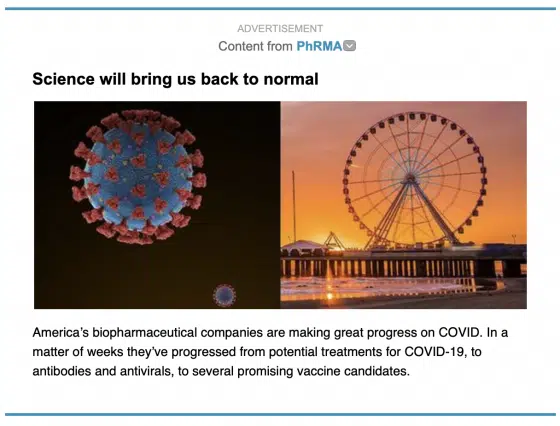 ADVERTISEMENT
Content from PhRMA
Science will bring us back to normal
America’s biopharmaceutical companies are making great progress on COVID. In a
matter of weeks they’ve progressed from potential treatments for COVID-19, to
antibodies and antivirals, to several promising vaccine candidates.